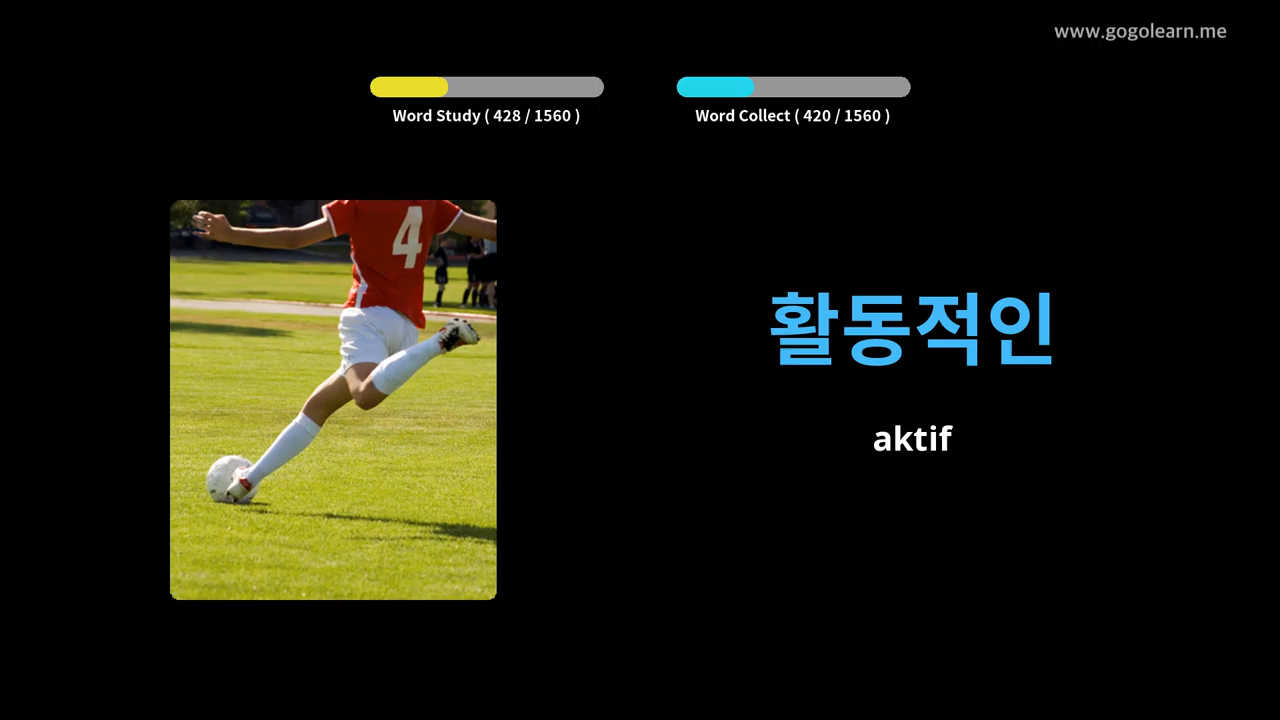 www.gogolearn.me
Word Study ( 428 / 1560 )
Word Collect ( 420 / 1560 )
4
활동적인
aktif